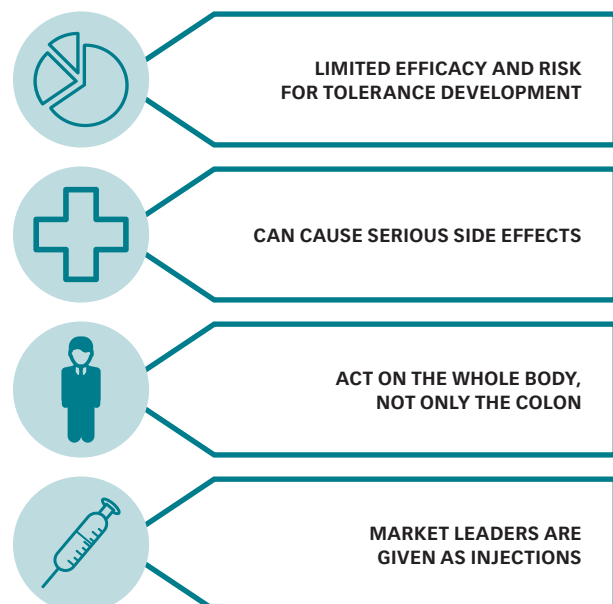 LIMITED EFFICACY AND RISK
FOR TOLERANCE DEVELOPMENT
CAN CAUSE SERIOUS SIDE EFFECTS
ACT ON THE WHOLE BODY,
NOT ONLY THE COLON
MARKET LEADERS ARE
GIVEN AS INJECTIONS